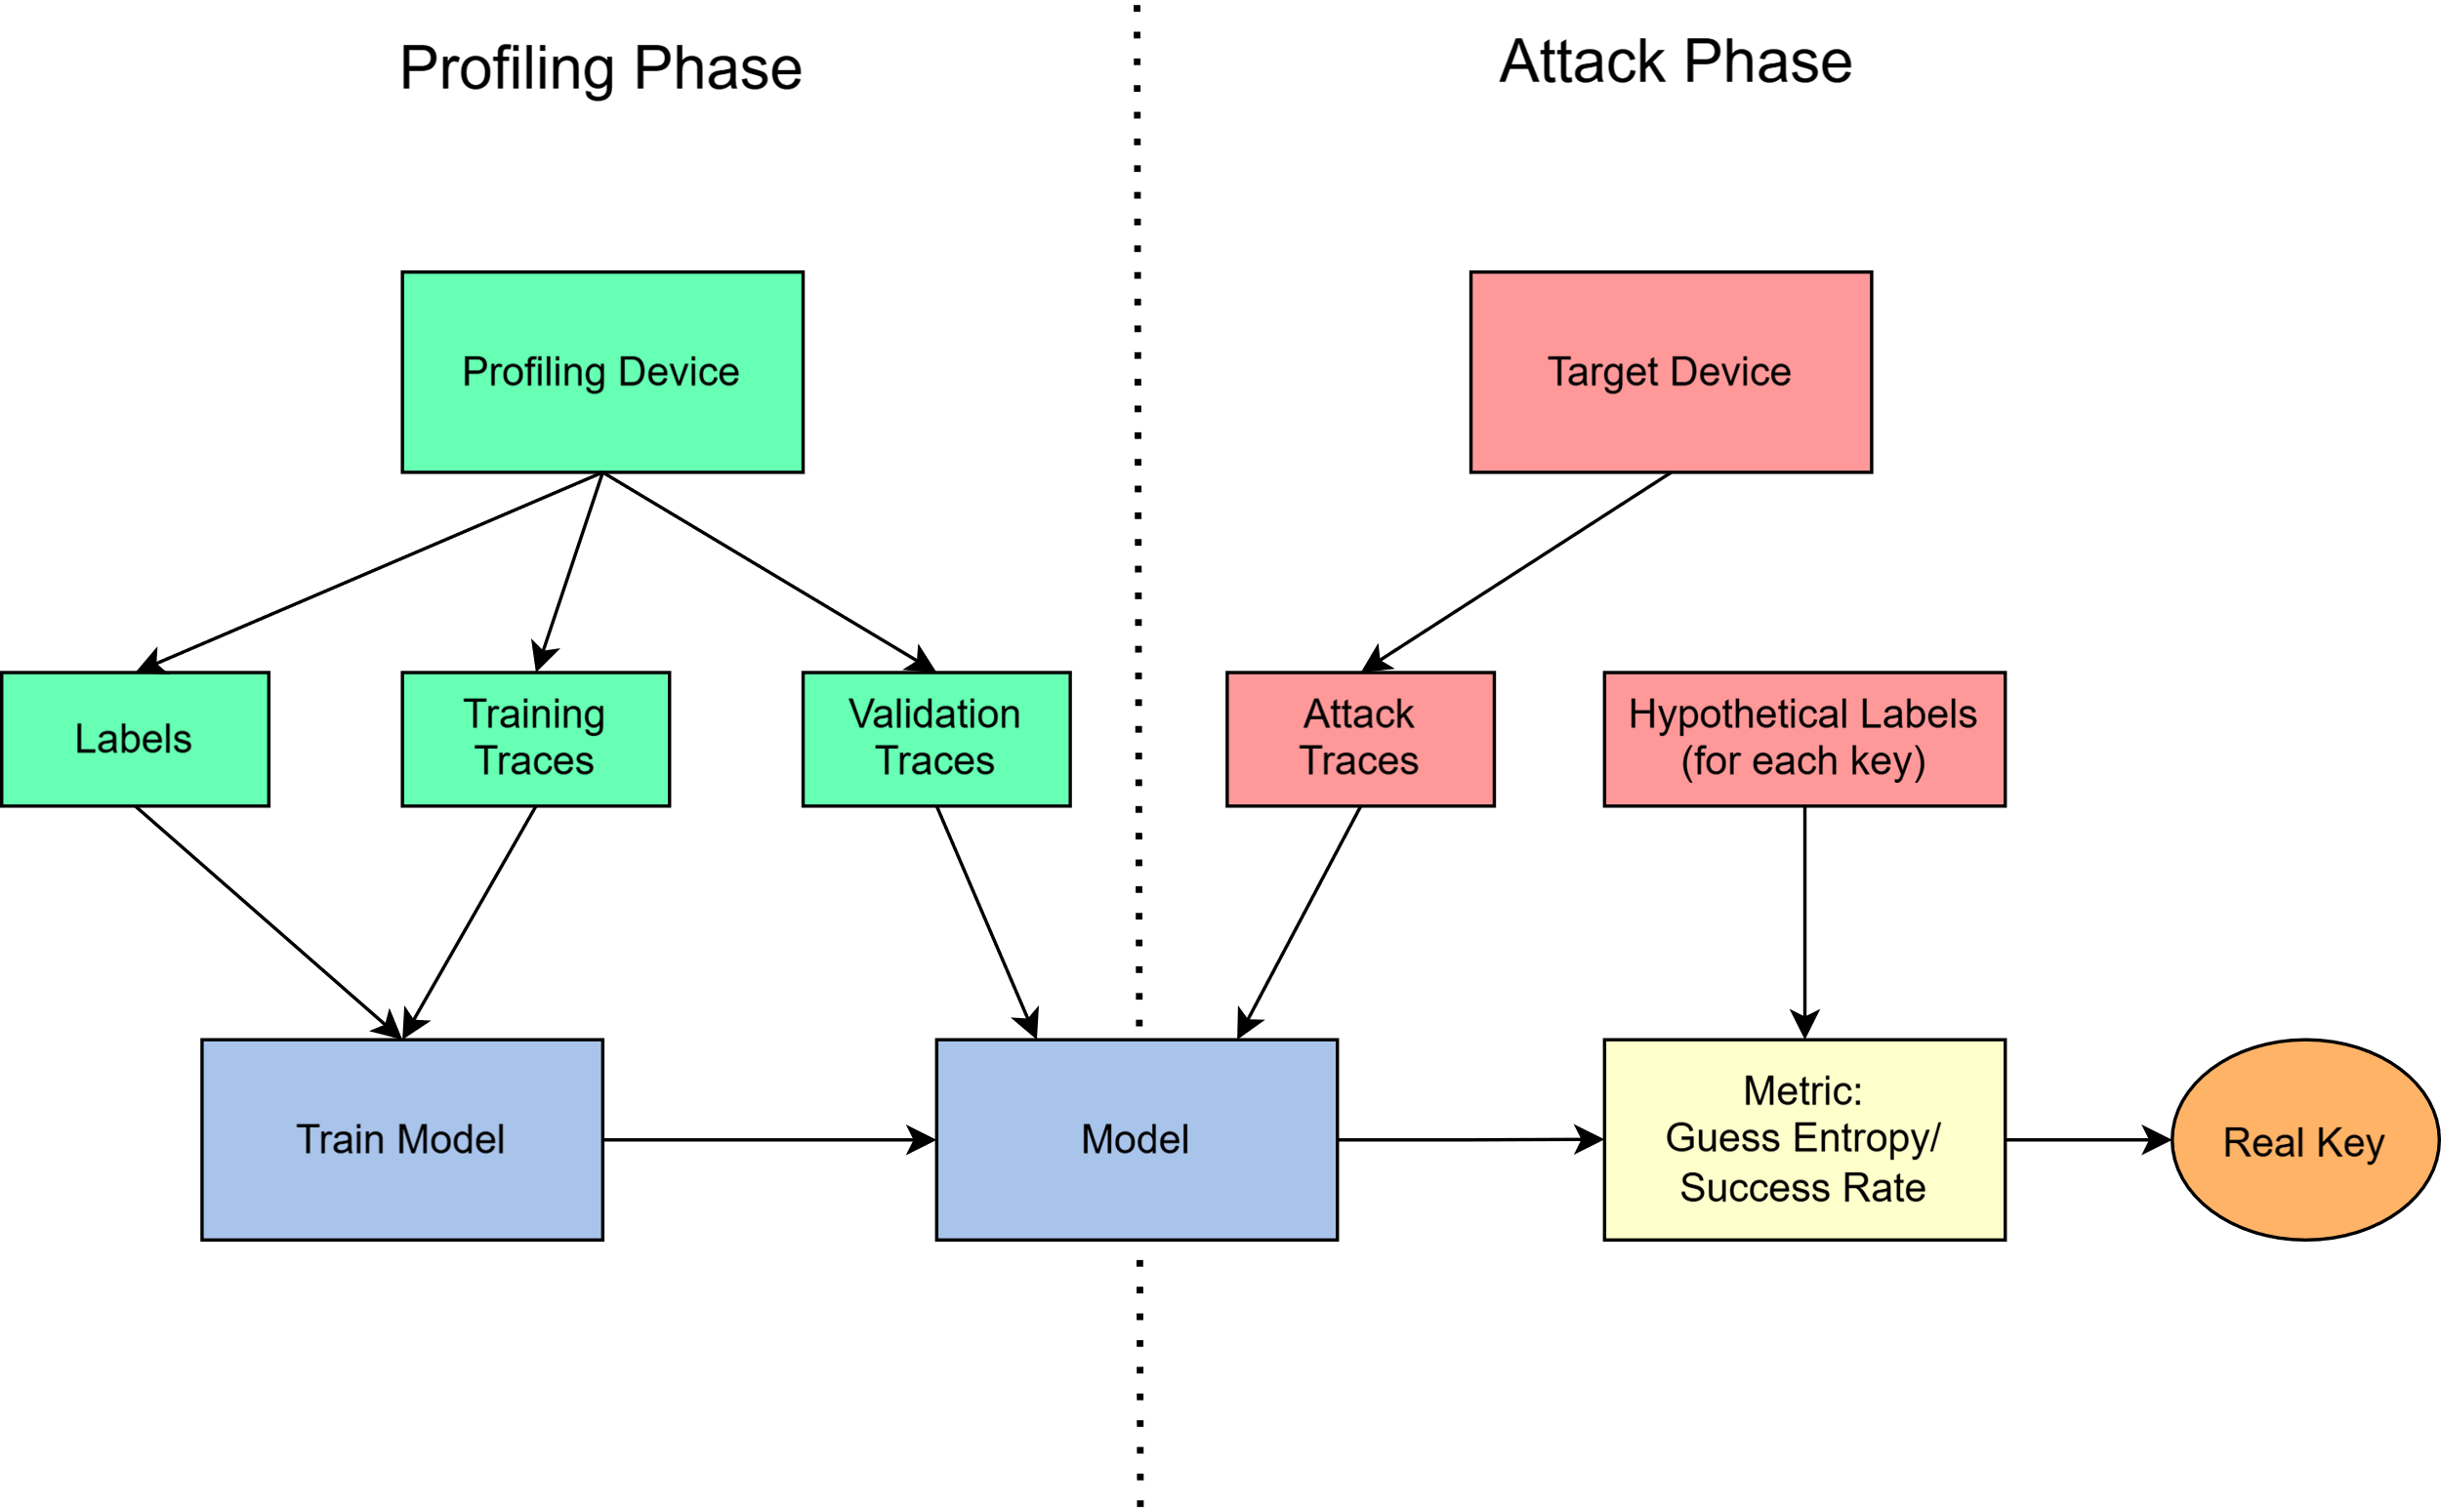 Profiling Phase
Attack Phase
Profiling Device
Target Device
Labels
Training
Traces
Validation
Traces
Attack
Traces
Hypothetical Labels
(for each key)
Train Model
Model
Metric:
Guess Entropy/
Success Rate
Real Key